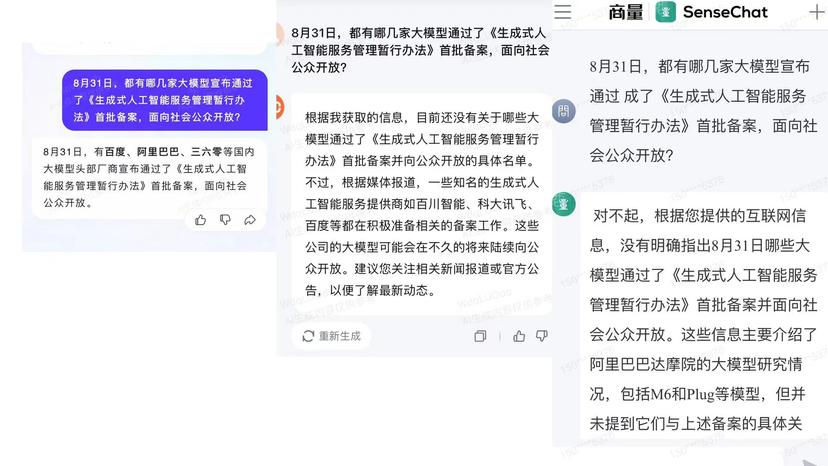 8月31日，都有哪几家大模型宣布通过
了《生成式人工智能服务管理暂行办
法》首批备案，面向社会公众开放？
8月31日，有百度、阿里巴巴、三六零等国内
大模型头部厂商宣布通过了《生成式人工智
能服务管理暂行办法》首批备案，面向社会
公众开放。
8月31日，都有哪几家大模型通过了《生成式人
工智能服务管理暂行办法》首批备案，面向社会
公众开放？
根据我获取的信息，目前还没有关于哪些大
模型通过了《生成式人工智能服务管理暂行
办法》首批备案并向公众开放的具体名单。
不过，根据媒体报道，一些知名的生成式人
工智能服务提供商如百川智能、科大讯飞、
百度等都在积极准备相关的备案工作。这些
公司的大模型可能会在不久的将来陆续向公
众开放。建议您关注相关新闻报道或官方公
告，以便了解最新动态。
重新生成
商量 SenseChat
問
8月31日，都有哪几家大模型宣布
通过 成了《生成式人工智能服务
管理暂行办法》首批备案，面向社
会公众开放？
量
对不起，根据您提供的互联网信
息，没有明确指出8月31日哪些大
模型通过了《生成式人工智能服务
管理暂行办法》首批备案并面向社
会公众开放。这些信息主要介绍了
阿里巴巴达摩院的大模型研究情
况，包括M6和Plug等模型，但并
未提到它们与上述备案的具体关